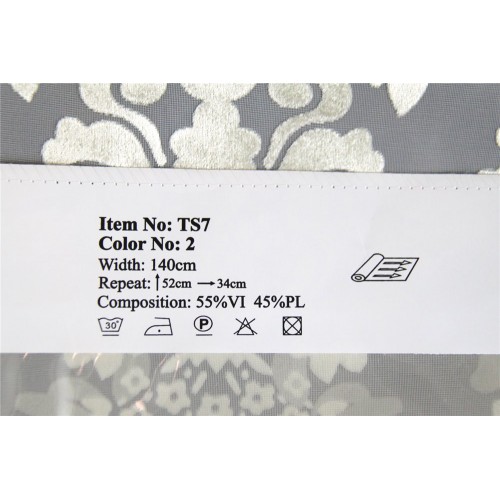 Item No: TS7
Color No: 2
Width: 140cm
Repeat: ↑52cm →34cm
Composition: 55%VI 45%PL
30° P